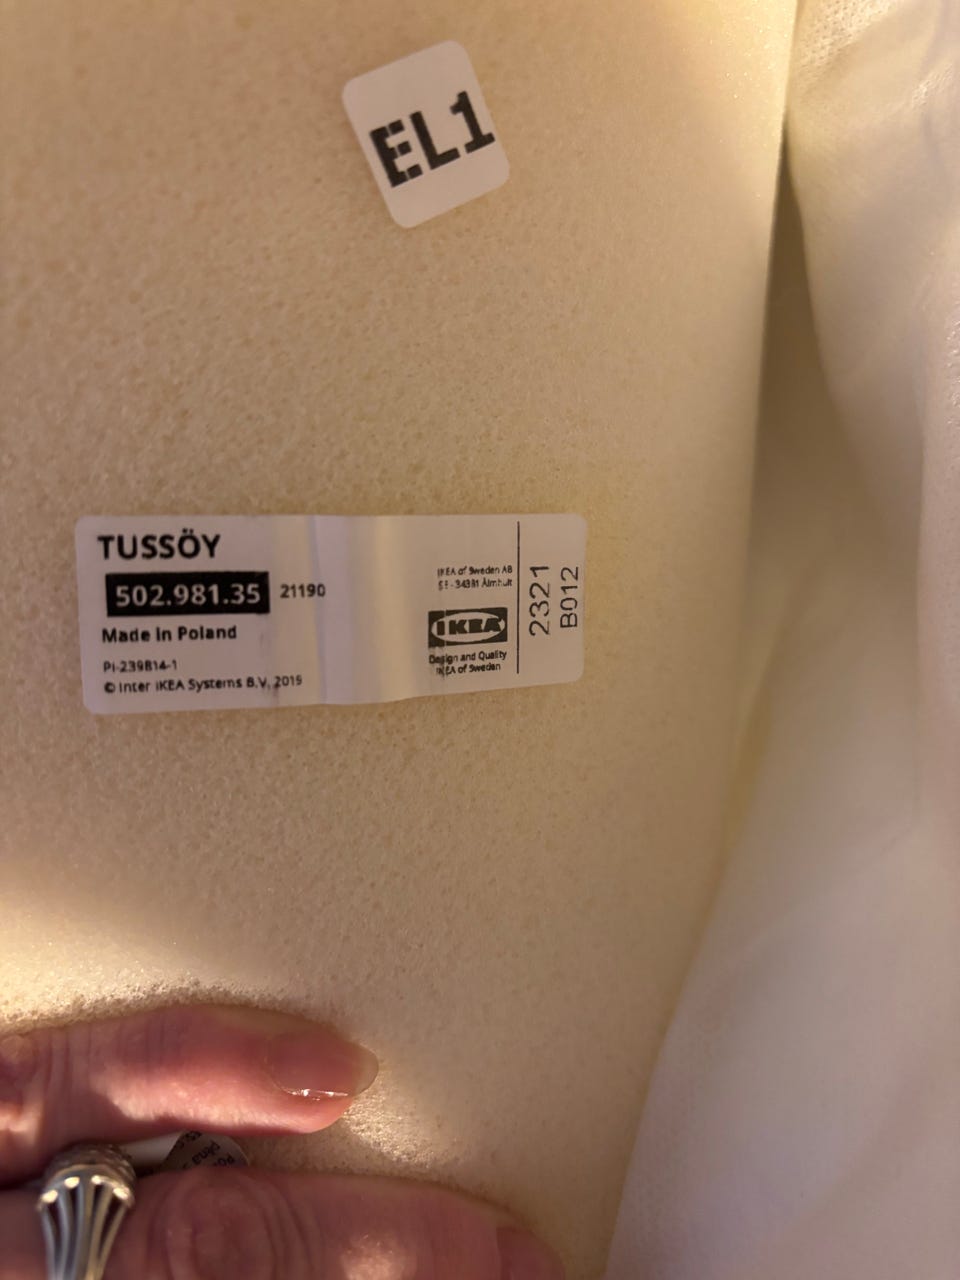 EL1
TUSSÖY
502.981.35 21190
Made in Poland
PI-239814-1
© Inter IKEA Systems B.V. 2019
IKEA of Sweden AB
SE-34381 Älmhult
IKEA
Design and Quality
IKEA of Sweden
2321
B012